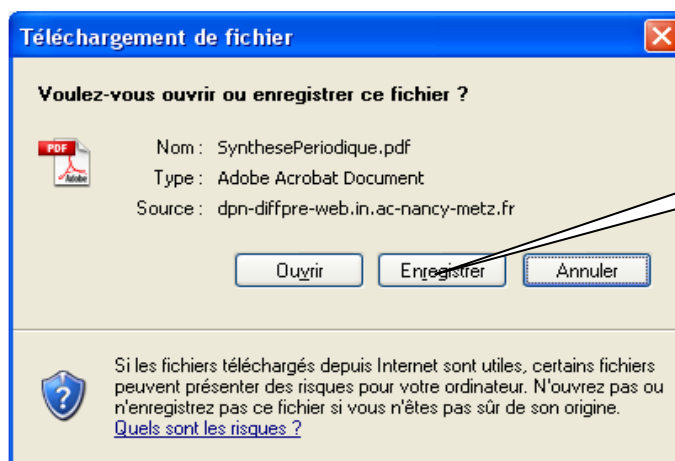 Téléchargement de fichier
Voulez-vous ouvrir ou enregistrer ce fichier ?
PDF
Adobe
Nom : SynthesePeriodique.pdf
Type : Adobe Acrobat Document
Source : dpn-diffpre-web.in.ac-nancy-metz.fr
Ouvrir Enregistrer Annuler
Si les fichiers téléchargés depuis Internet sont utiles, certains fichiers
peuvent présenter des risques pour votre ordinateur. N'ouvrez pas ou
n'enregistrez pas ce fichier si vous n'êtes pas sûr de son origine.
Quels sont les risques ?